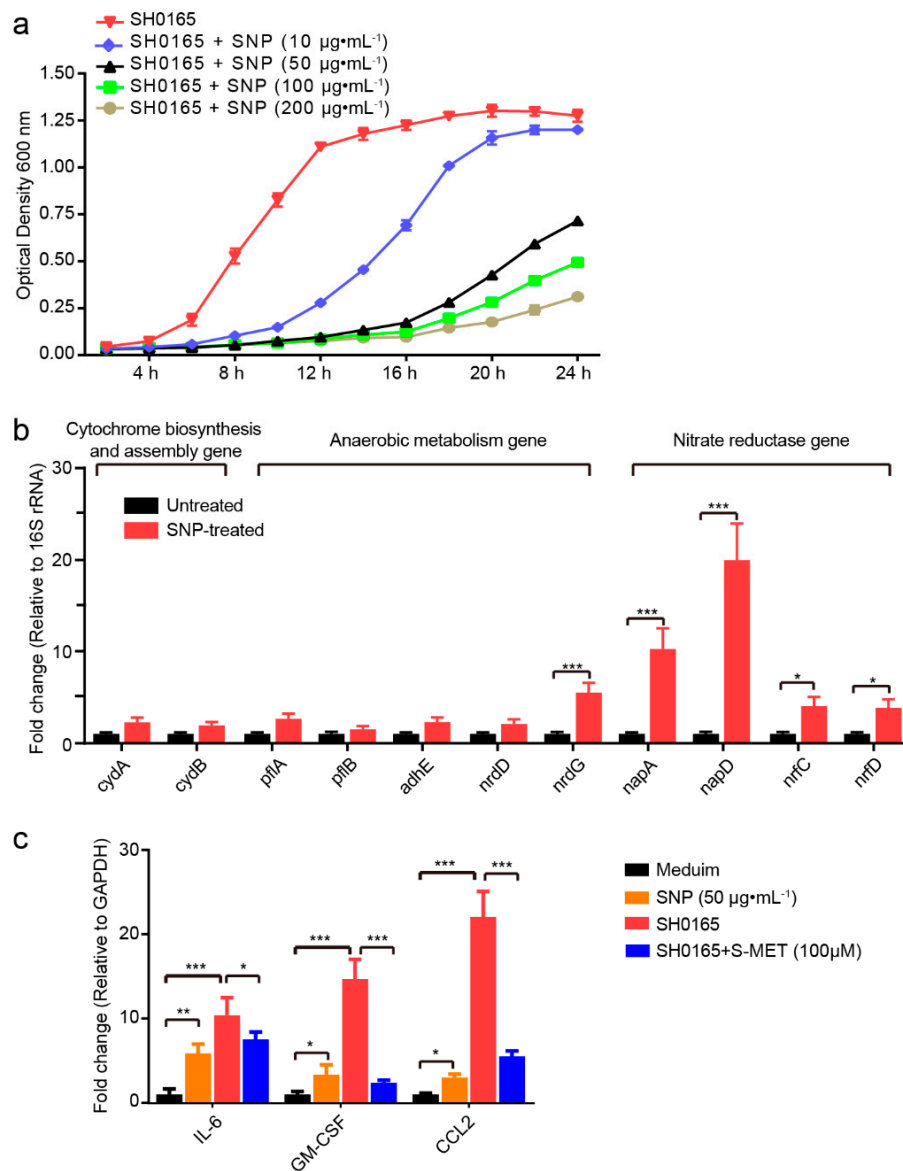 a
SH0165
SH0165 + SNP (10 µg•mL⁻¹)
SH0165 + SNP (50 µg•mL⁻¹)
SH0165 + SNP (100 µg•mL⁻¹)
SH0165 + SNP (200 µg•mL⁻¹)
Optical Density 600 nm
1.50
1.25
1.00
0.75
0.50
0.25
0.00
4 h 8 h 12 h 16 h 20 h 24 h
b
Cytochrome biosynthesis
and assembly gene
Anaerobic metabolism gene
Nitrate reductase gene
Fold change (Relative to 16S rRNA)
30
20
10
0
Untreated
SNP-treated
*** *** *** * *
cydA cydB pflA pflB adhE nrdD nrdG napA napD nrfC nrfD
c
Fold change (Relative to GAPDH)
30
20
10
0
*** * **
*** *** *
*** *** *
IL-6 GM-CSF CCL2
Meduim
SNP (50 µg•mL⁻¹)
SH0165
SH0165+S-MET (100µM)